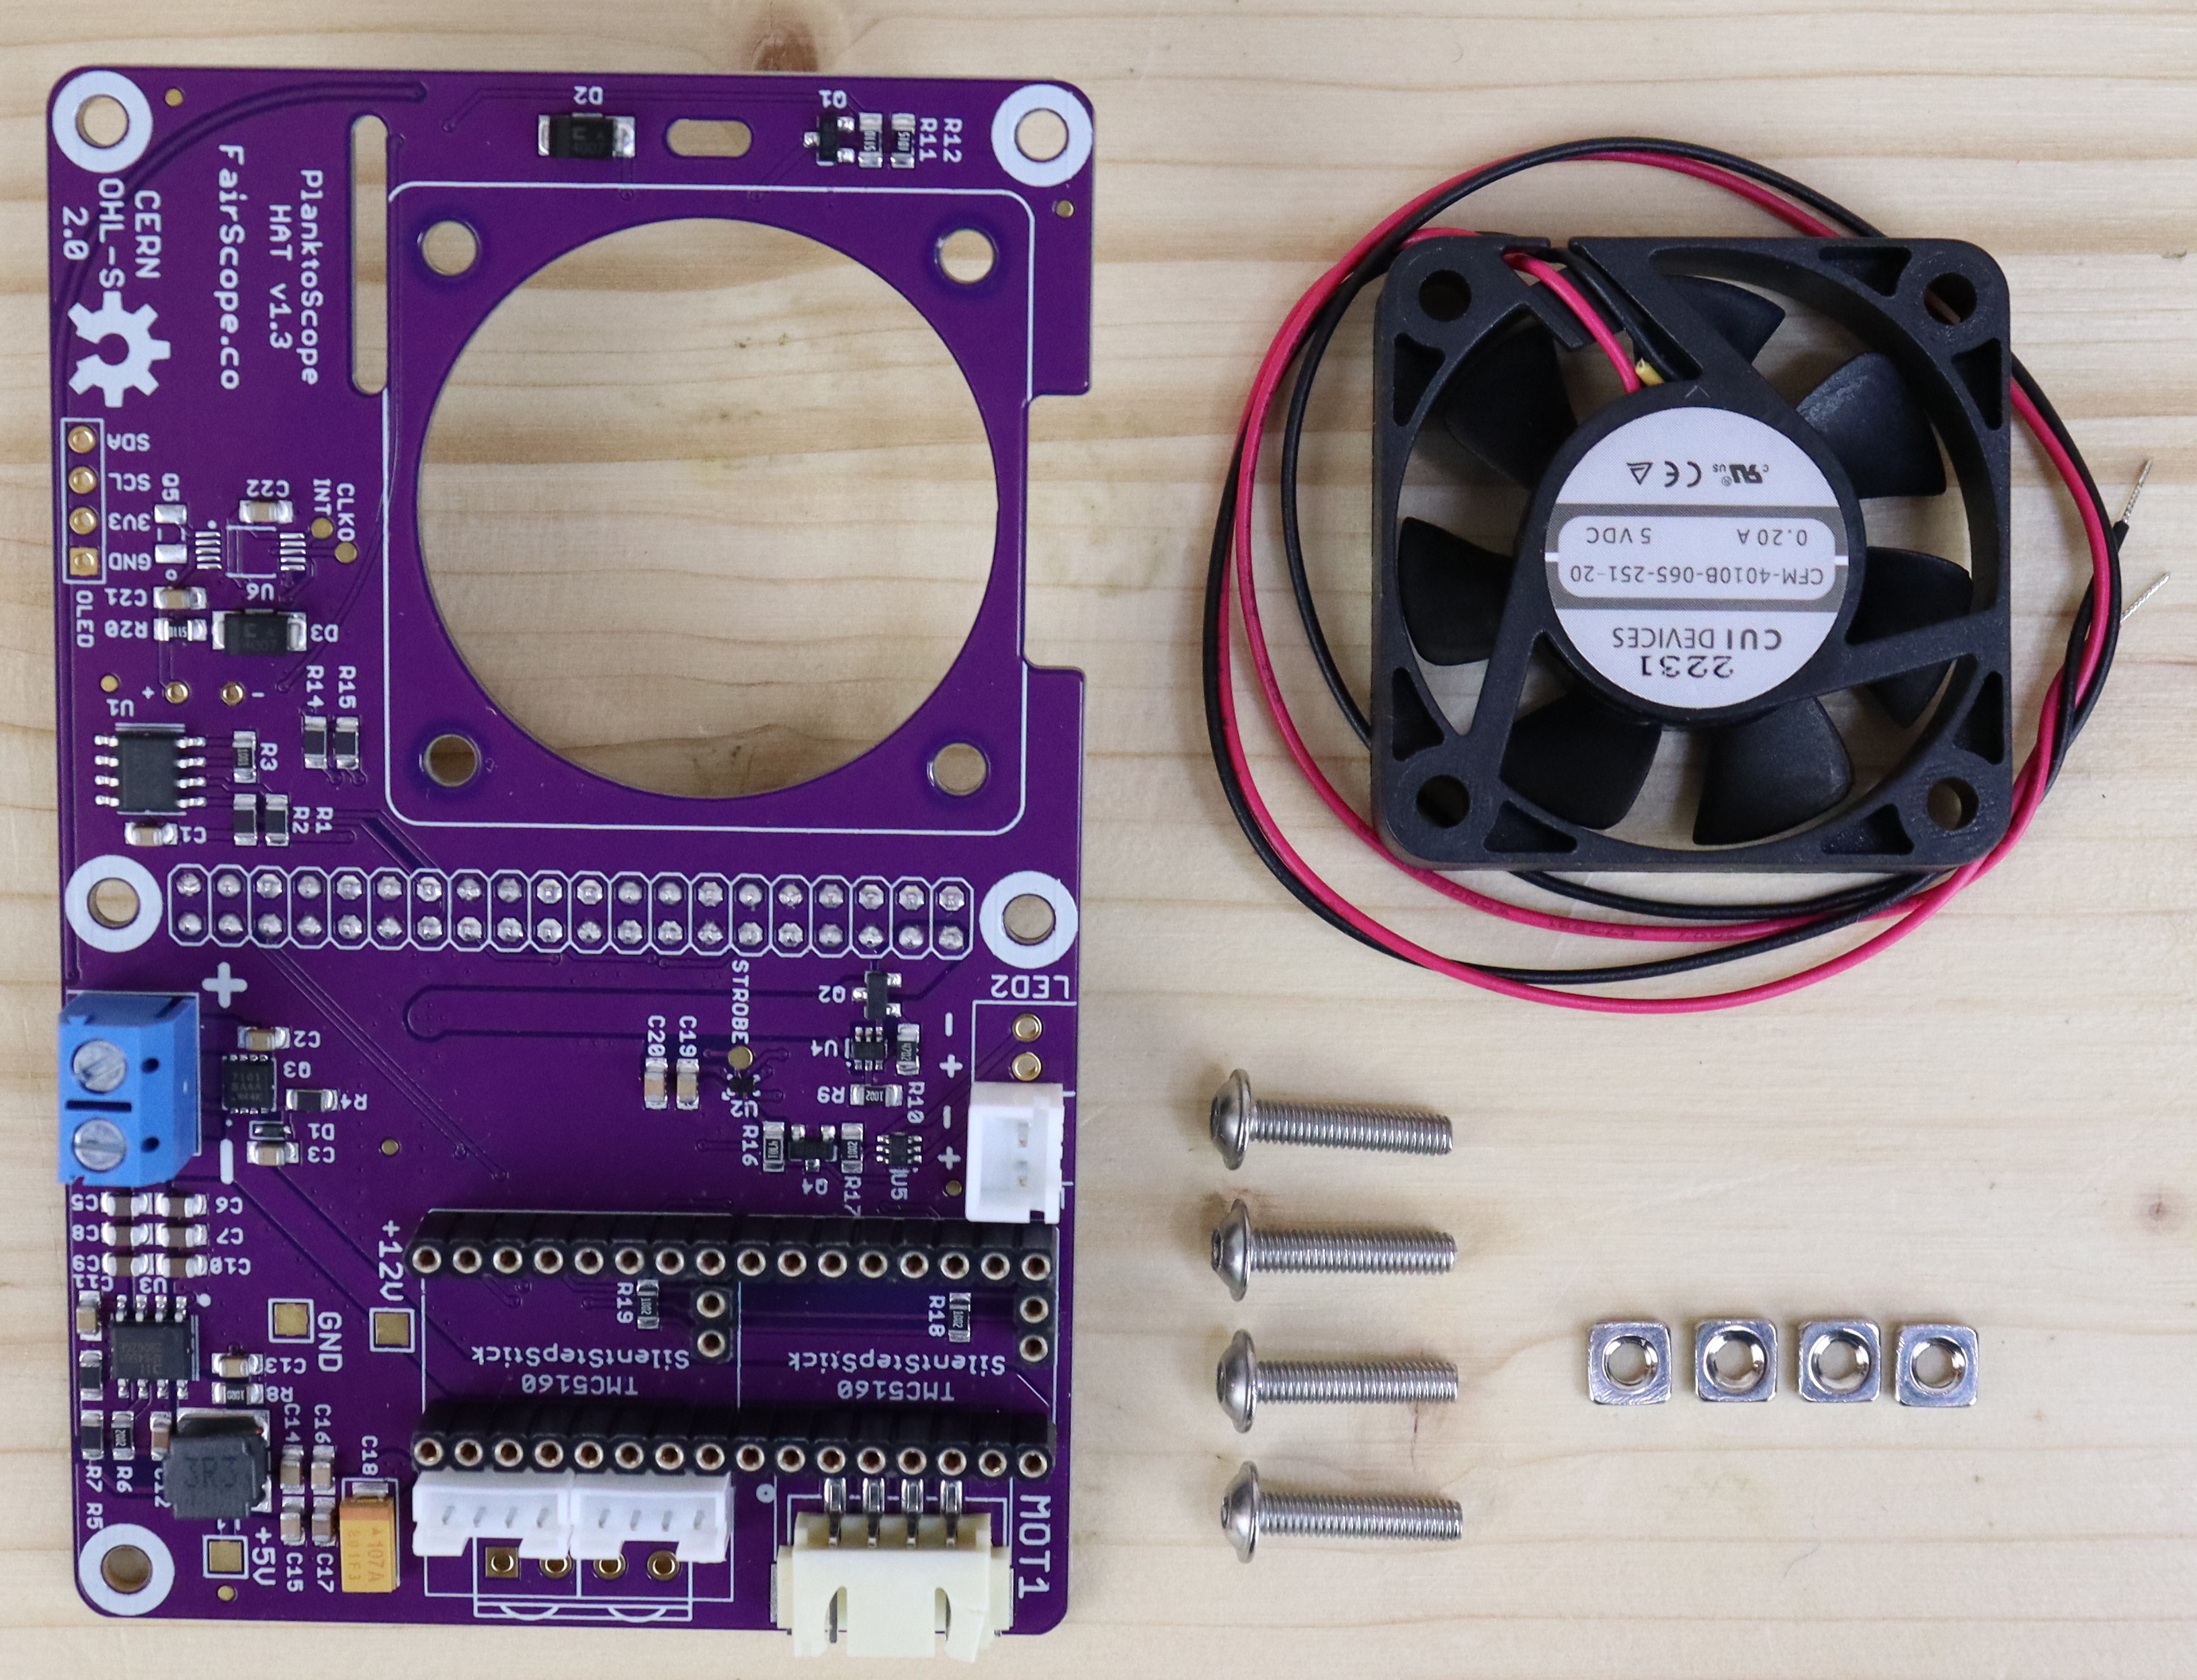 D2
Q1
R12
R11
CERN
OHL-S
2.0
PlanktoScope
HAT v1.3
FairScope.co
SDA
SCL
3V3
GND
OLED
Q5
C22
INT
CLKO
U6
C21
R20
D3
R14
R15
+
-
U1
R3
R2
R1
C1
STROBE
LED2
-
+
-
+
Q2
U4
R9
R10
C20
C19
R16
Q4
R17
U5
+
-
C2
Q3
R4
D1
C3
C5
C6
C8
C7
C9
C10
C11
U3
+12V
GND
C13
R8
C14
C16
C12
R7
R6
R5
3R3
+5V
C15
C17
C18
107A
R19
R18
SilentStepStick
TMC5160
SilentStepStick
TMC5160
MOT1
2231
CUI DEVICES
CFM-4010B-065-251-20
5 VDC 0.20 A
CE